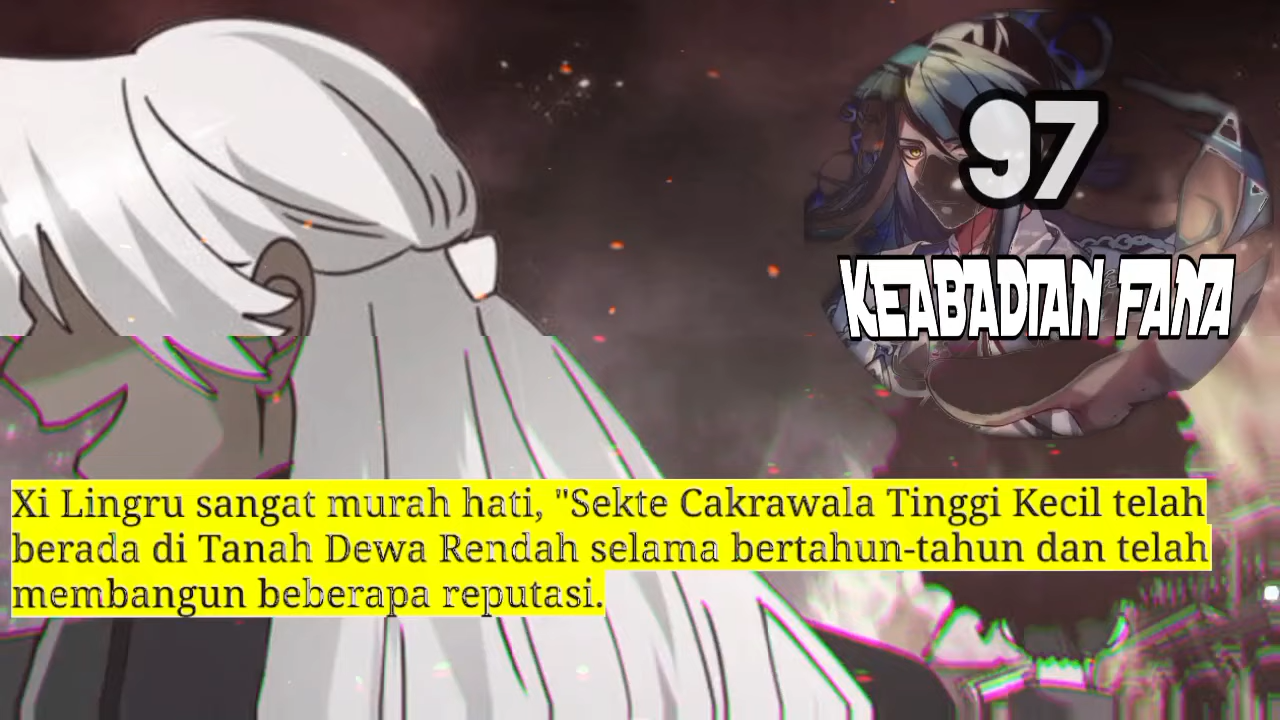 97
KEABADIAN FANA
Xi Lingru sangat murah hati, "Sekte Cakrawala Tinggi Kecil telah
berada di Tanah Dewa Rendah selama bertahun-tahun dan telah
membangun beberapa reputasi.